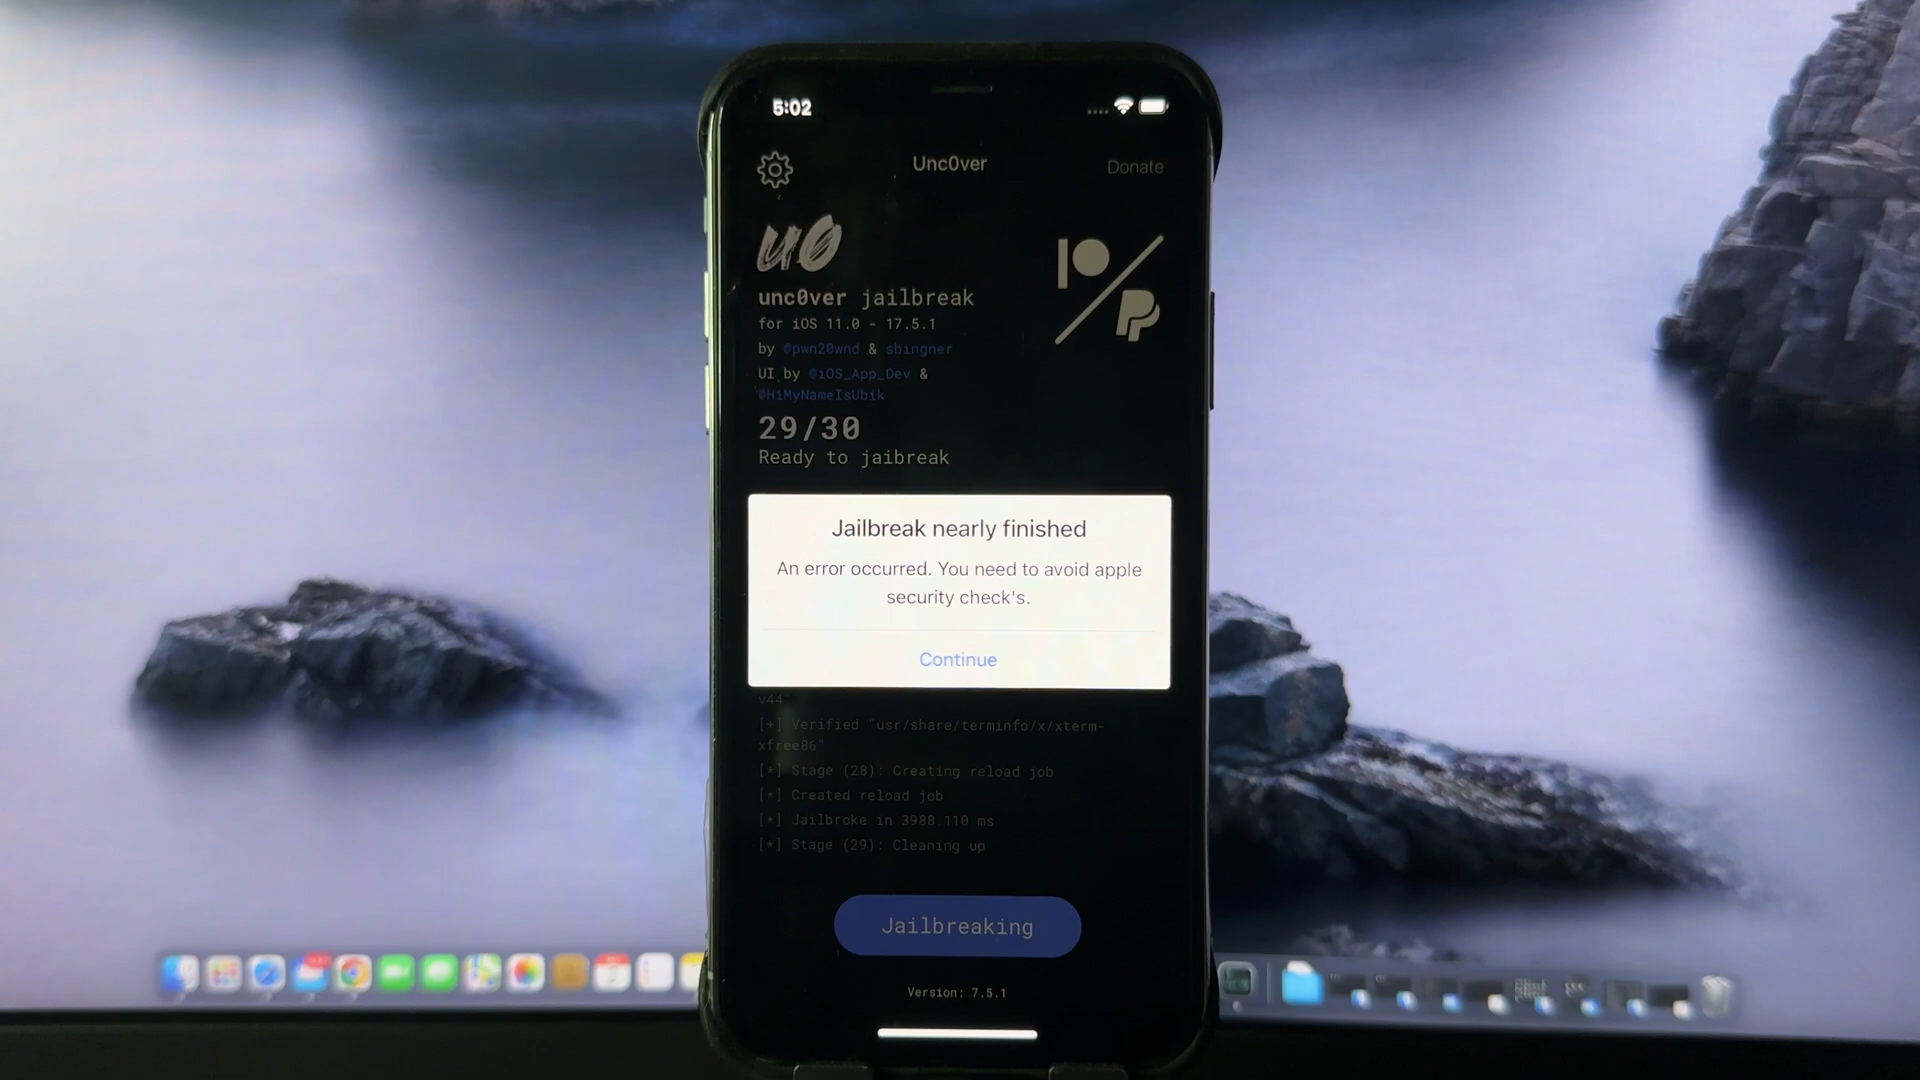 5:02
Unc0ver
Donate
u0
unc0ver jailbreak
for iOS 11.0 - 17.5.1
by @pwn20wnd & sbingner
UI by @iOS_App_Dev &
@HiMyNameIsUbik
29/30
Ready to jaibreak
Jailbreak nearly finished
An error occurred. You need to avoid apple
security check's.
Continue
v44"
[+] Verified "usr/share/terminfo/x/xterm-
xfree86"
[*] Stage (28): Creating reload job
[*] Created reload job
[*] Jailbroke in 3988.110 ms
[*] Stage (29): Cleaning up
Jailbreaking
Version: 7.5.1